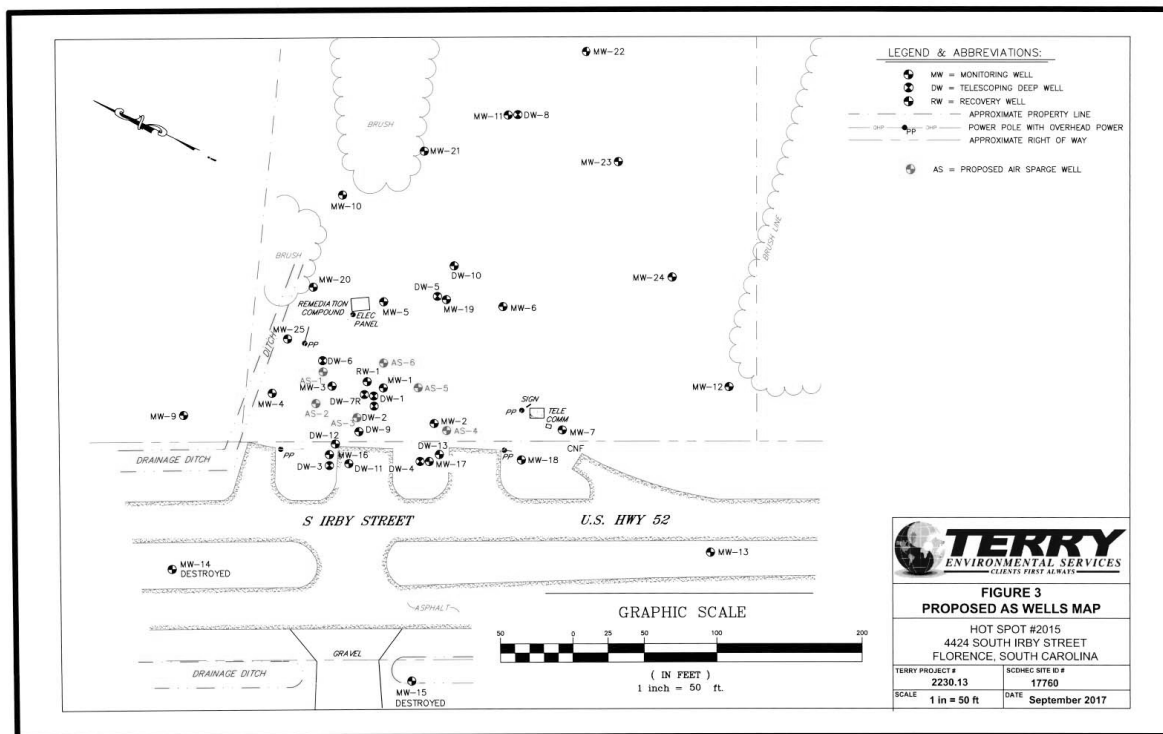 MW-22
LEGEND & ABBREVIATIONS:
MW = MONITORING WELL
DW = TELESCOPING DEEP WELL
RW = RECOVERY WELL
APPROXIMATE PROPERTY LINE
OHP PP OHP POWER POLE WITH OVERHEAD POWER
APPROXIMATE RIGHT OF WAY
AS = PROPOSED AIR SPARGE WELL
BRUSH
MW-11 DW-8
MW-21
MW-23
MW-10
BRUSH LINE
BRUSH
DW-10
MW-24
MW-20
DW-5
REMEDIATION
COMPOUND
MW-5
MW-19
MW-6
ELEC
PANEL
MW-25
PP
DITCH
DW-6
AS-6
AS-1
RW-1
MW-3
MW-1
AS-5
MW-12
MW-4
DW-7R
DW-1
SIGN
AS-2
PP
TELE
COMM
MW-9
AS-3
DW-2
MW-2
DW-9
AS-4
MW-7
DW-12
DW-13
CNF
DRAINAGE DITCH
PP
MW-16
PP
MW-18
DW-3
DW-11
DW-4
MW-17
S IRBY STREET
U.S. HWY 52
MW-13
MW-14
DESTROYED
TERRY
ENVIRONMENTAL SERVICES
CLIENTS FIRST ALWAYS
FIGURE 3
PROPOSED AS WELLS MAP
ASPHALT
GRAPHIC SCALE
50 0 25 50 100 200
( IN FEET )
1 inch = 50 ft.
HOT SPOT #2015
4424 SOUTH IRBY STREET
FLORENCE, SOUTH CAROLINA
GRAVEL
DRAINAGE DITCH
MW-15
DESTROYED
TERRY PROJECT #
2230.13
SCDHEC SITE ID #
17760
SCALE
1 in = 50 ft
DATE
September 2017